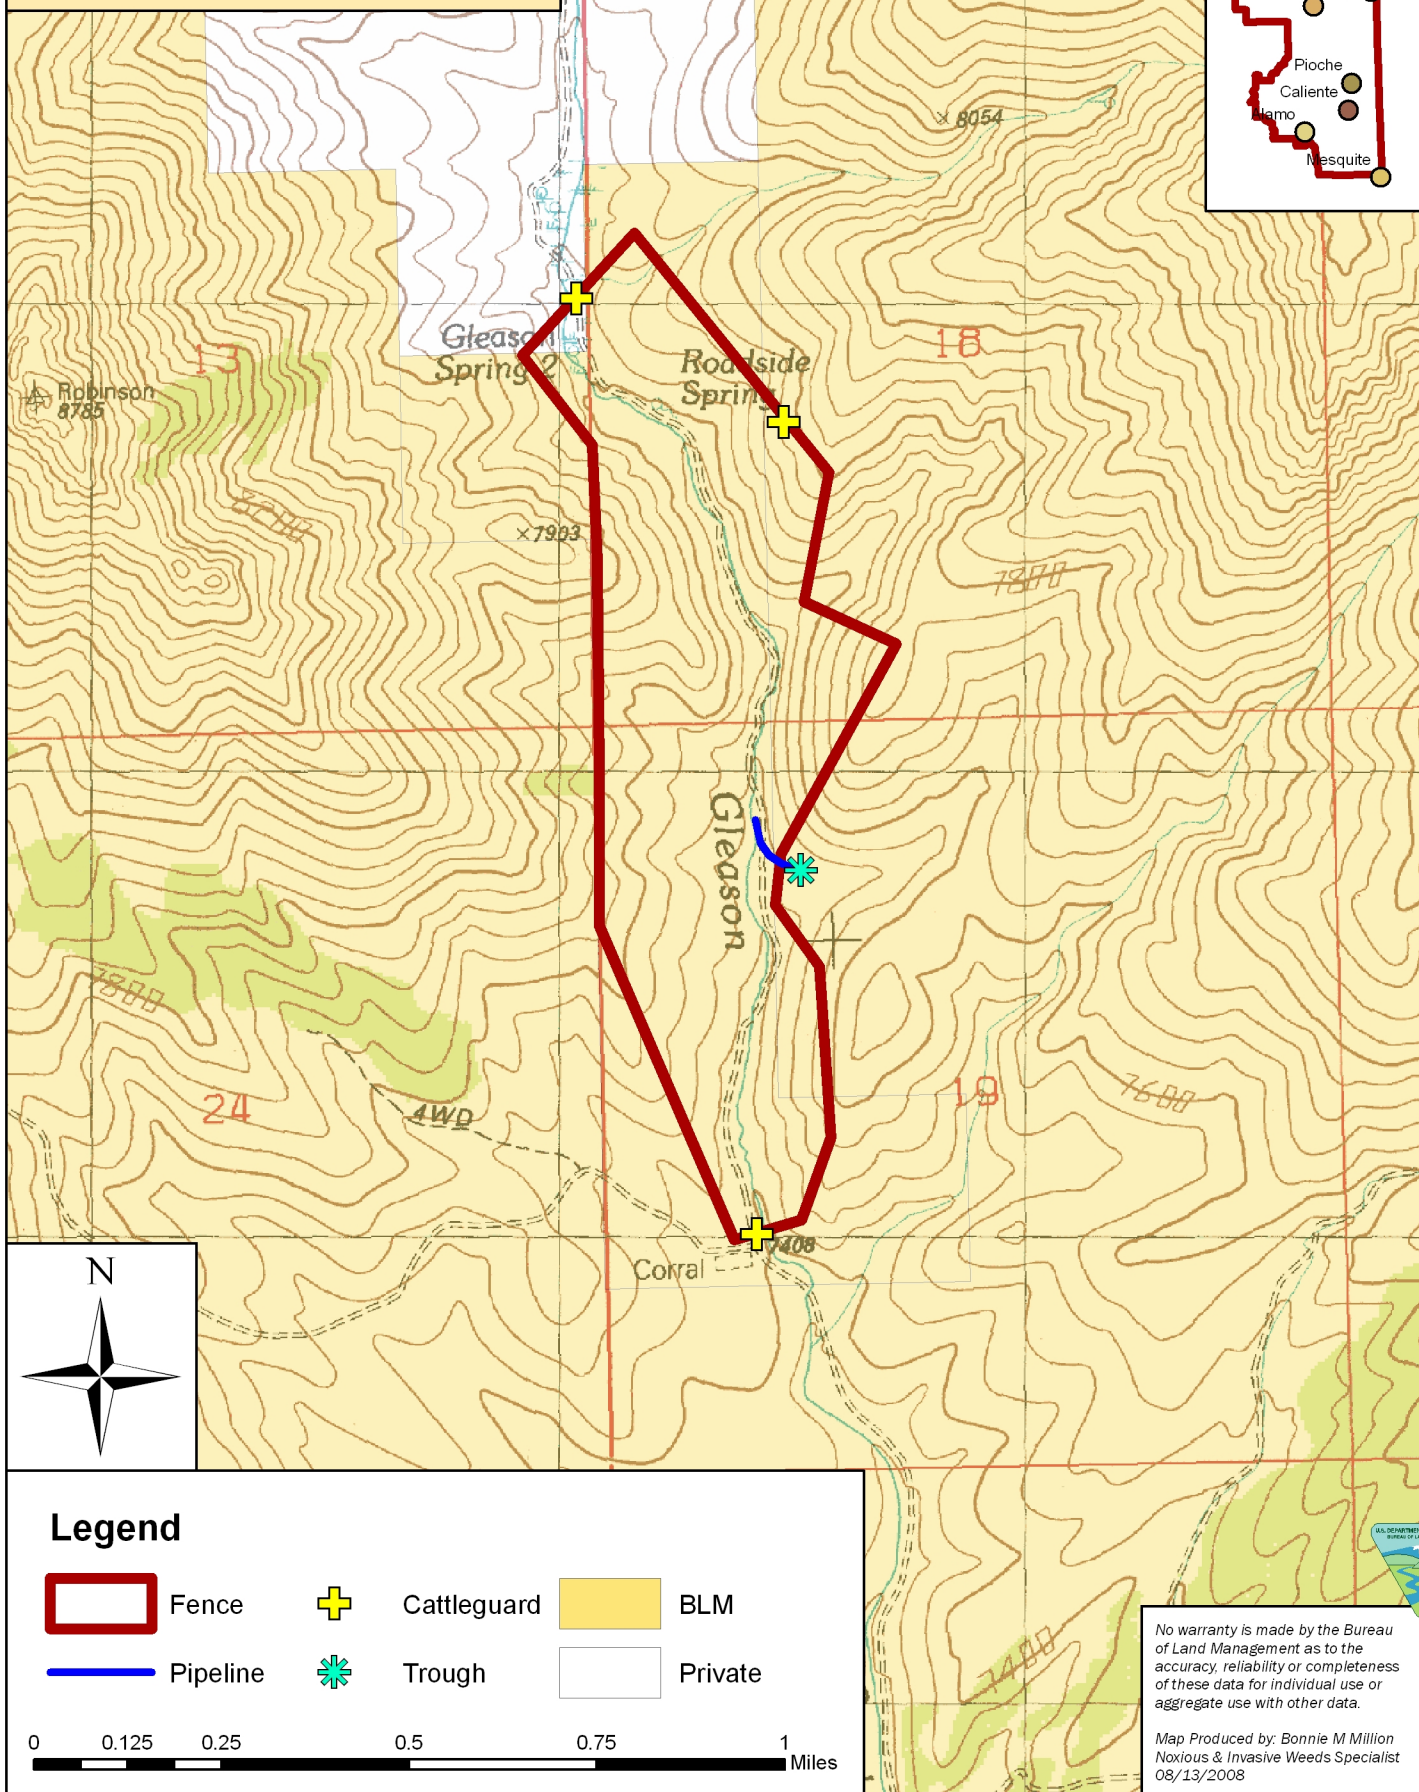 Pioche
Caliente
Alamo
Mesquite
8054
Gleason
Spring 2
Roadside
Spring
18
13
Robinson
8785
8200
7903
7800
Gleason
7800
24
4WD
19
7600
7408
Corral
N
7400
Legend
Fence
Cattleguard
BLM
Pipeline
Trough
Private
0 0.125 0.25 0.5 0.75 1
Miles
No warranty is made by the Bureau
of Land Management as to the
accuracy, reliability or completeness
of these data for individual use or
aggregate use with other data.
Map Produced by: Bonnie M Million
Noxious & Invasive Weeds Specialist
08/13/2008